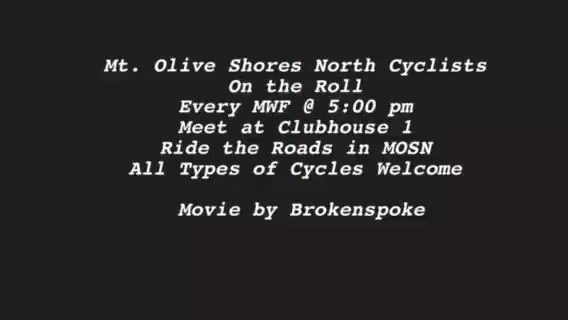 Mt. Olive Shores North Cyclists
On the Roll
Every MWF @ 5:00 pm
Meet at Clubhouse 1
Ride the Roads in MOSN
All Types of Cycles Welcome
Movie by Brokenspoke